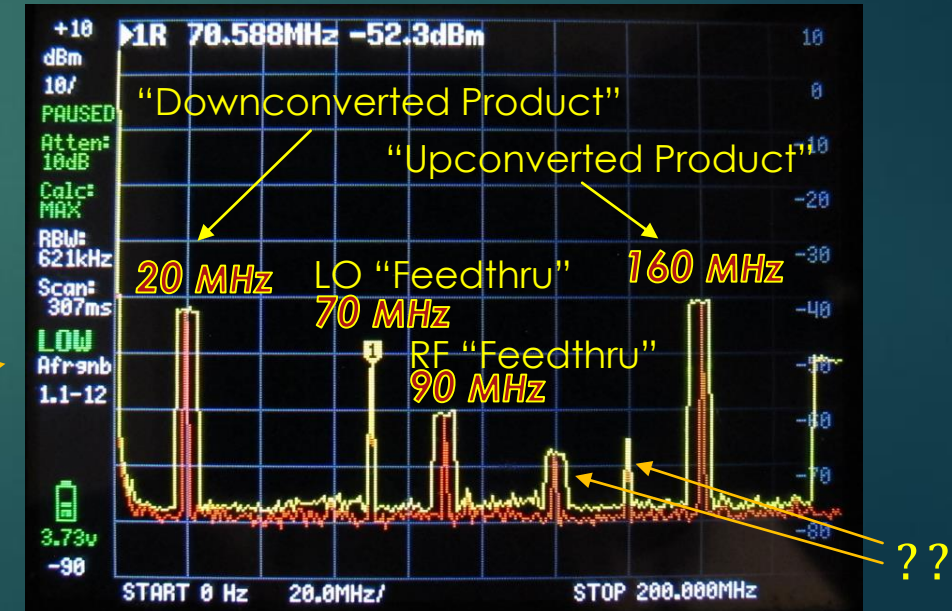 +10
dBm
10/
PAUSED
Atten:
10dB
Calc:
MAX
RBW:
621kHz
Scan:
307ms
LOW
Afrgnb
1.1-12
3.73v
-90
1R 70.588MHz -52.3dBm
10
0
“Downconverted Product”
“Upconverted Product”
-10
-20
-30
20 MHz
LO “Feedthru”
160 MHz
70 MHz
-40
1
RF “Feedthru”
90 MHz
-50
-60
-70
-80
??
START 0 Hz 20.0MHz/ STOP 200.000MHz